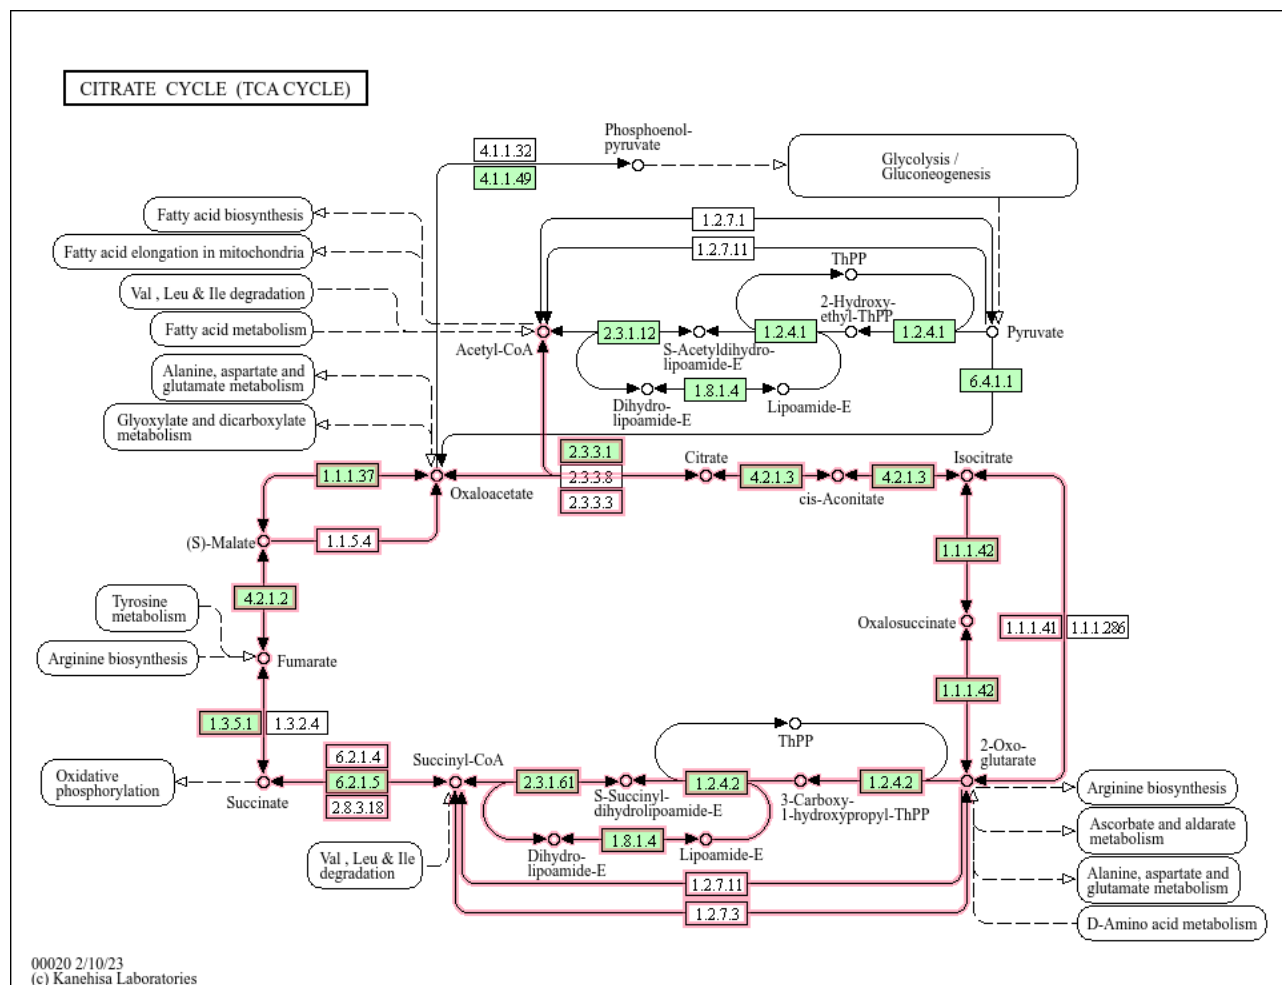 CITRATE CYCLE (TCA CYCLE)
Phosphoenol-
pyruvate
4.1.1.32
4.1.1.49
Glycolysis /
Gluconeogenesis
Fatty acid biosynthesis
Fatty acid elongation in mitochondria
Val , Leu & Ile degradation
Fatty acid metabolism
Alanine, aspartate and
glutamate metabolism
Glyoxylate and dicarboxylate
metabolism
1.2.7.1
1.2.7.11
ThPP
2-Hydroxy-
ethyl-ThPP
2.3.1.12
1.2.4.1
1.2.4.1
Pyruvate
Acetyl-CoA
S-Acetyldihydro-
lipoamide-E
1.8.1.4
6.4.1.1
Dihydro-
lipoamide-E
Lipoamide-E
2.3.3.1
2.3.3.8
2.3.3.3
Citrate
4.2.1.3
4.2.1.3
Isocitrate
1.1.1.37
Oxaloacetate
cis-Aconitate
(S)-Malate
1.1.5.4
1.1.1.42
4.2.1.2
Tyrosine
metabolism
Oxalosuccinate
1.1.1.41
1.1.1.286
Arginine biosynthesis
Fumarate
1.1.1.42
1.3.5.1
1.3.2.4
ThPP
6.2.1.4
6.2.1.5
2.8.3.18
Succinyl-CoA
2-Oxo-
glutarate
Oxidative
phosphorylation
Succinate
2.3.1.61
1.2.4.2
1.2.4.2
S-Succinyl-
dihydrolipoamide-E
3-Carboxy-
1-hydroxypropyl-ThPP
Arginine biosynthesis
Ascorbate and aldarate
metabolism
Val , Leu & Ile
degradation
1.8.1.4
Dihydro-
lipoamide-E
Lipoamide-E
Alanine, aspartate and
glutamate metabolism
1.2.7.11
1.2.7.3
D-Amino acid metabolism
00020 2/10/23
(c) Kanehisa Laboratories